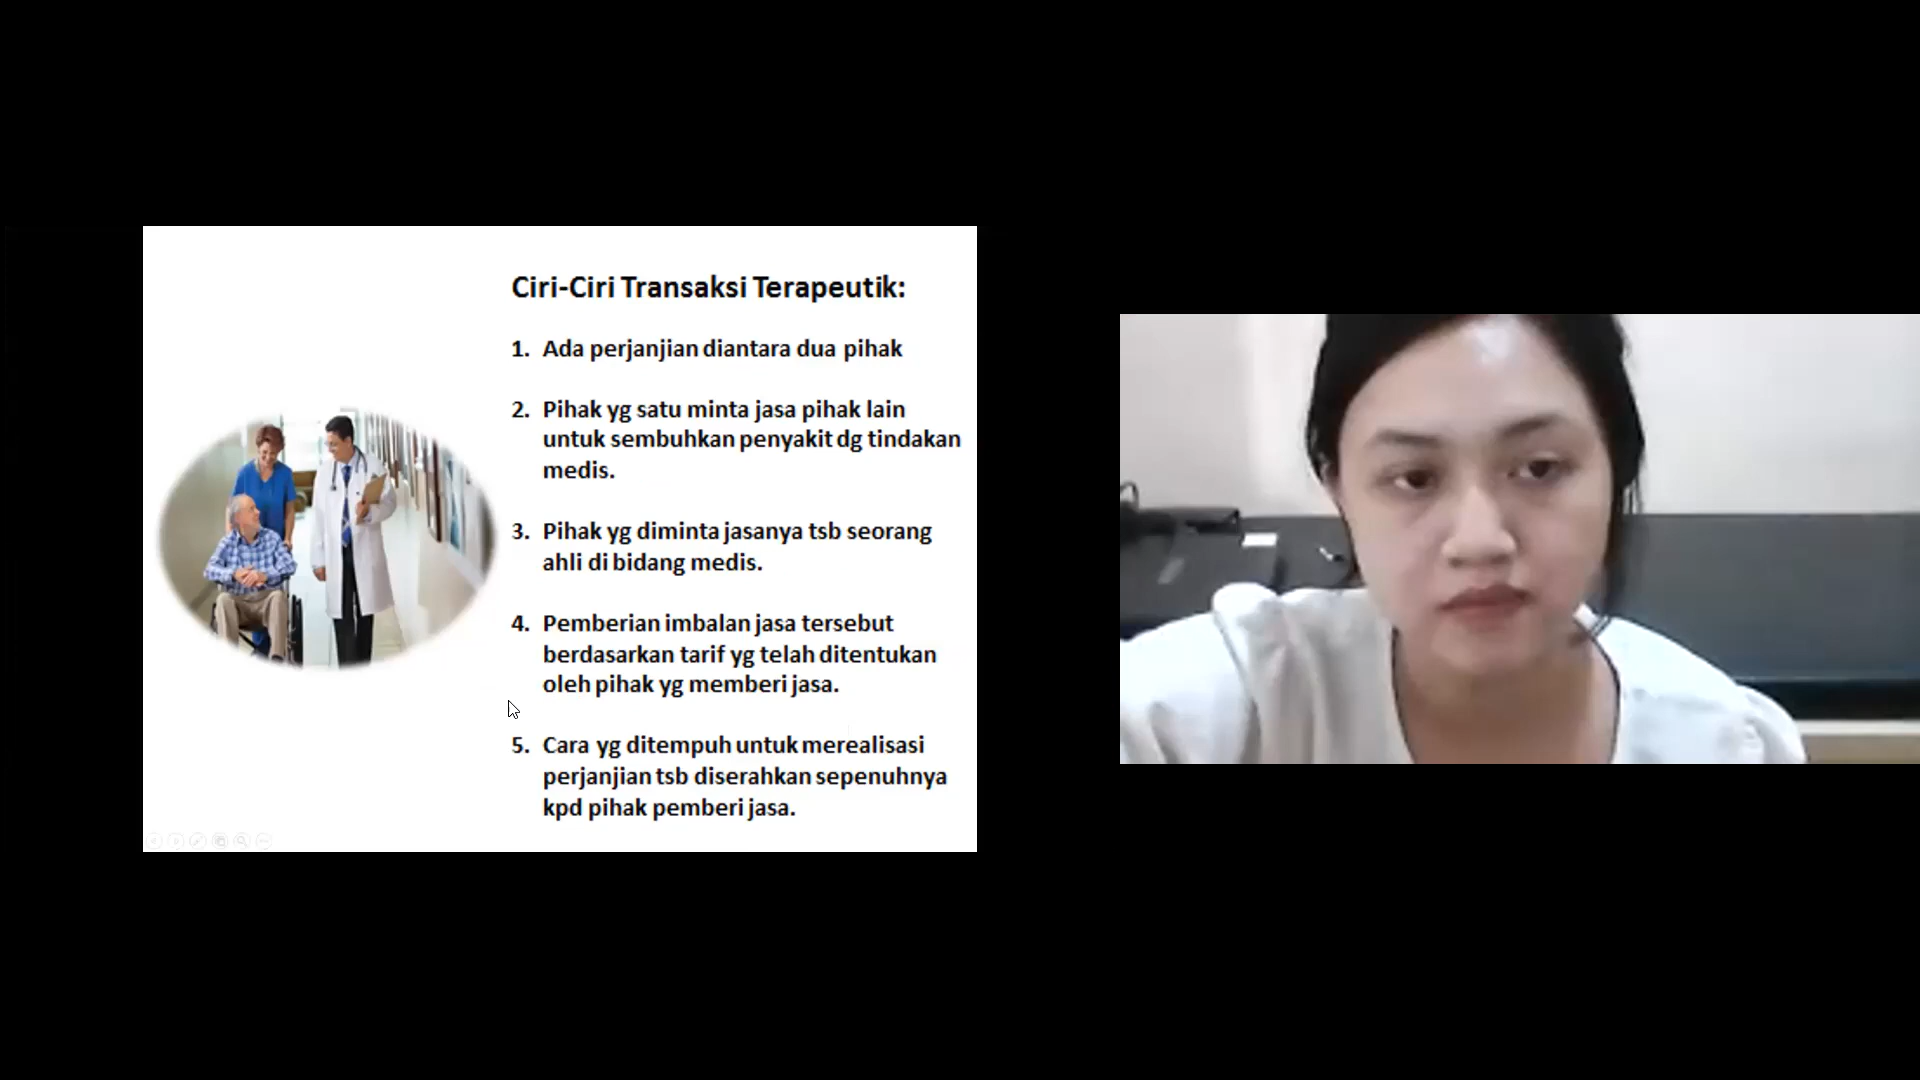 Ciri-Ciri Transaksi Terapeutik:
1. Ada perjanjian diantara dua pihak
2. Pihak yg satu minta jasa pihak lain
untuk sembuhkan penyakit dg tindakan
medis.
3. Pihak yg diminta jasanya tsb seorang
ahli di bidang medis.
4. Pemberian imbalan jasa tersebut
berdasarkan tarif yg telah ditentukan
oleh pihak yg memberi jasa.
5. Cara yg ditempuh untuk merealisasi
perjanjian tsb diserahkan sepenuhnya
kpd pihak pemberi jasa.